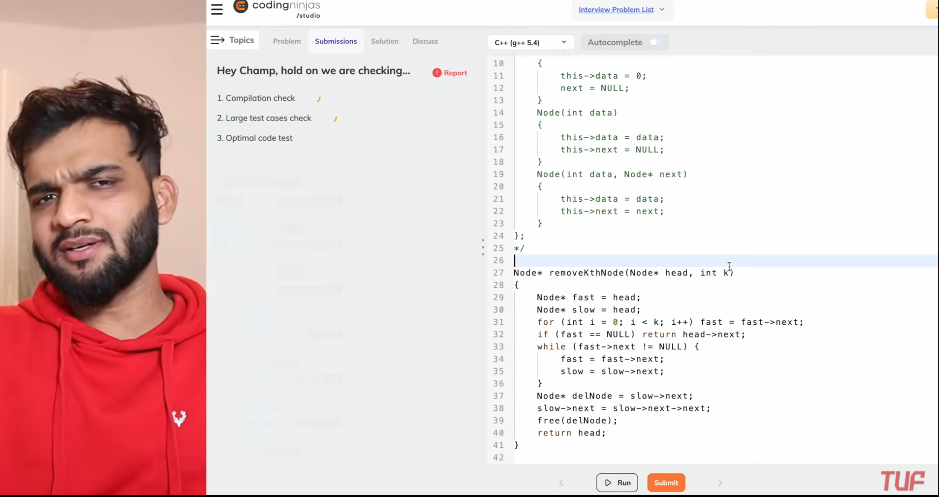 codingninjas
/studio
Interview Problem List
Topics
Problem
Submissions
Solution
Discuss
C++ (g++ 5.4)
Autocomplete
Hey Champ, hold on we are checking...
Report
1. Compilation check
2. Large test cases check
3. Optimal code test
10 {
11 this->data = 0;
12 next = NULL;
13 }
14 Node(int data)
15 {
16 this->data = data;
17 this->next = NULL;
18 }
19 Node(int data, Node* next)
20 {
21 this->data = data;
22 this->next = next;
23 }
24 };
25 */
26
27 Node* removeKthNode(Node* head, int k)
28 {
29 Node* fast = head;
30 Node* slow = head;
31 for (int i = 0; i < k; i++) fast = fast->next;
32 if (fast == NULL) return head->next;
33 while (fast->next != NULL) {
34 fast = fast->next;
35 slow = slow->next;
36 }
37 Node* delNode = slow->next;
38 slow->next = slow->next->next;
39 free(delNode);
40 return head;
41 }
42
Run
Submit
TUF